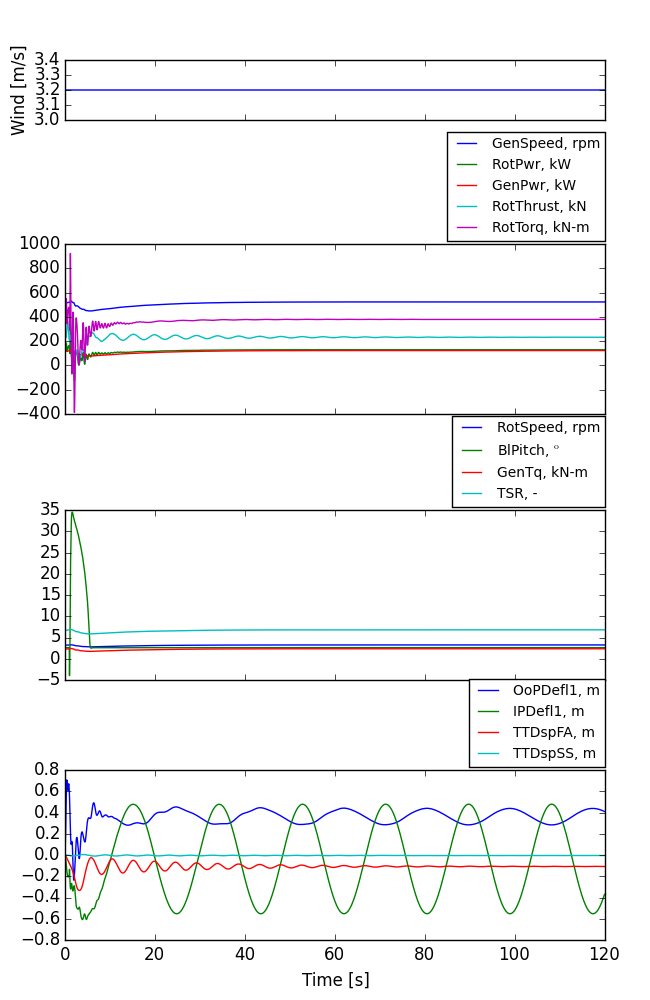 Wind [m/s]
3.4
3.3
3.2
3.1
3.0
GenSpeed, rpm
RotPwr, kW
GenPwr, kW
RotThrust, kN
RotTorq, kN-m
1000
800
600
400
200
0
−200
−400
RotSpeed, rpm
BlPitch, °
GenTq, kN-m
TSR, -
35
30
25
20
15
10
5
0
−5
OoPDefl1, m
IPDefl1, m
TTDspFA, m
TTDspSS, m
0.8
0.6
0.4
0.2
0.0
−0.2
−0.4
−0.6
−0.8
0 20 40 60 80 100 120
Time [s]